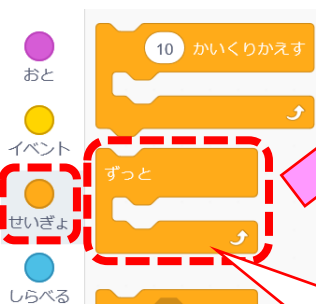 おと
イベント
せいぎょ
しらべる
10 かいくりかえす
ずっと